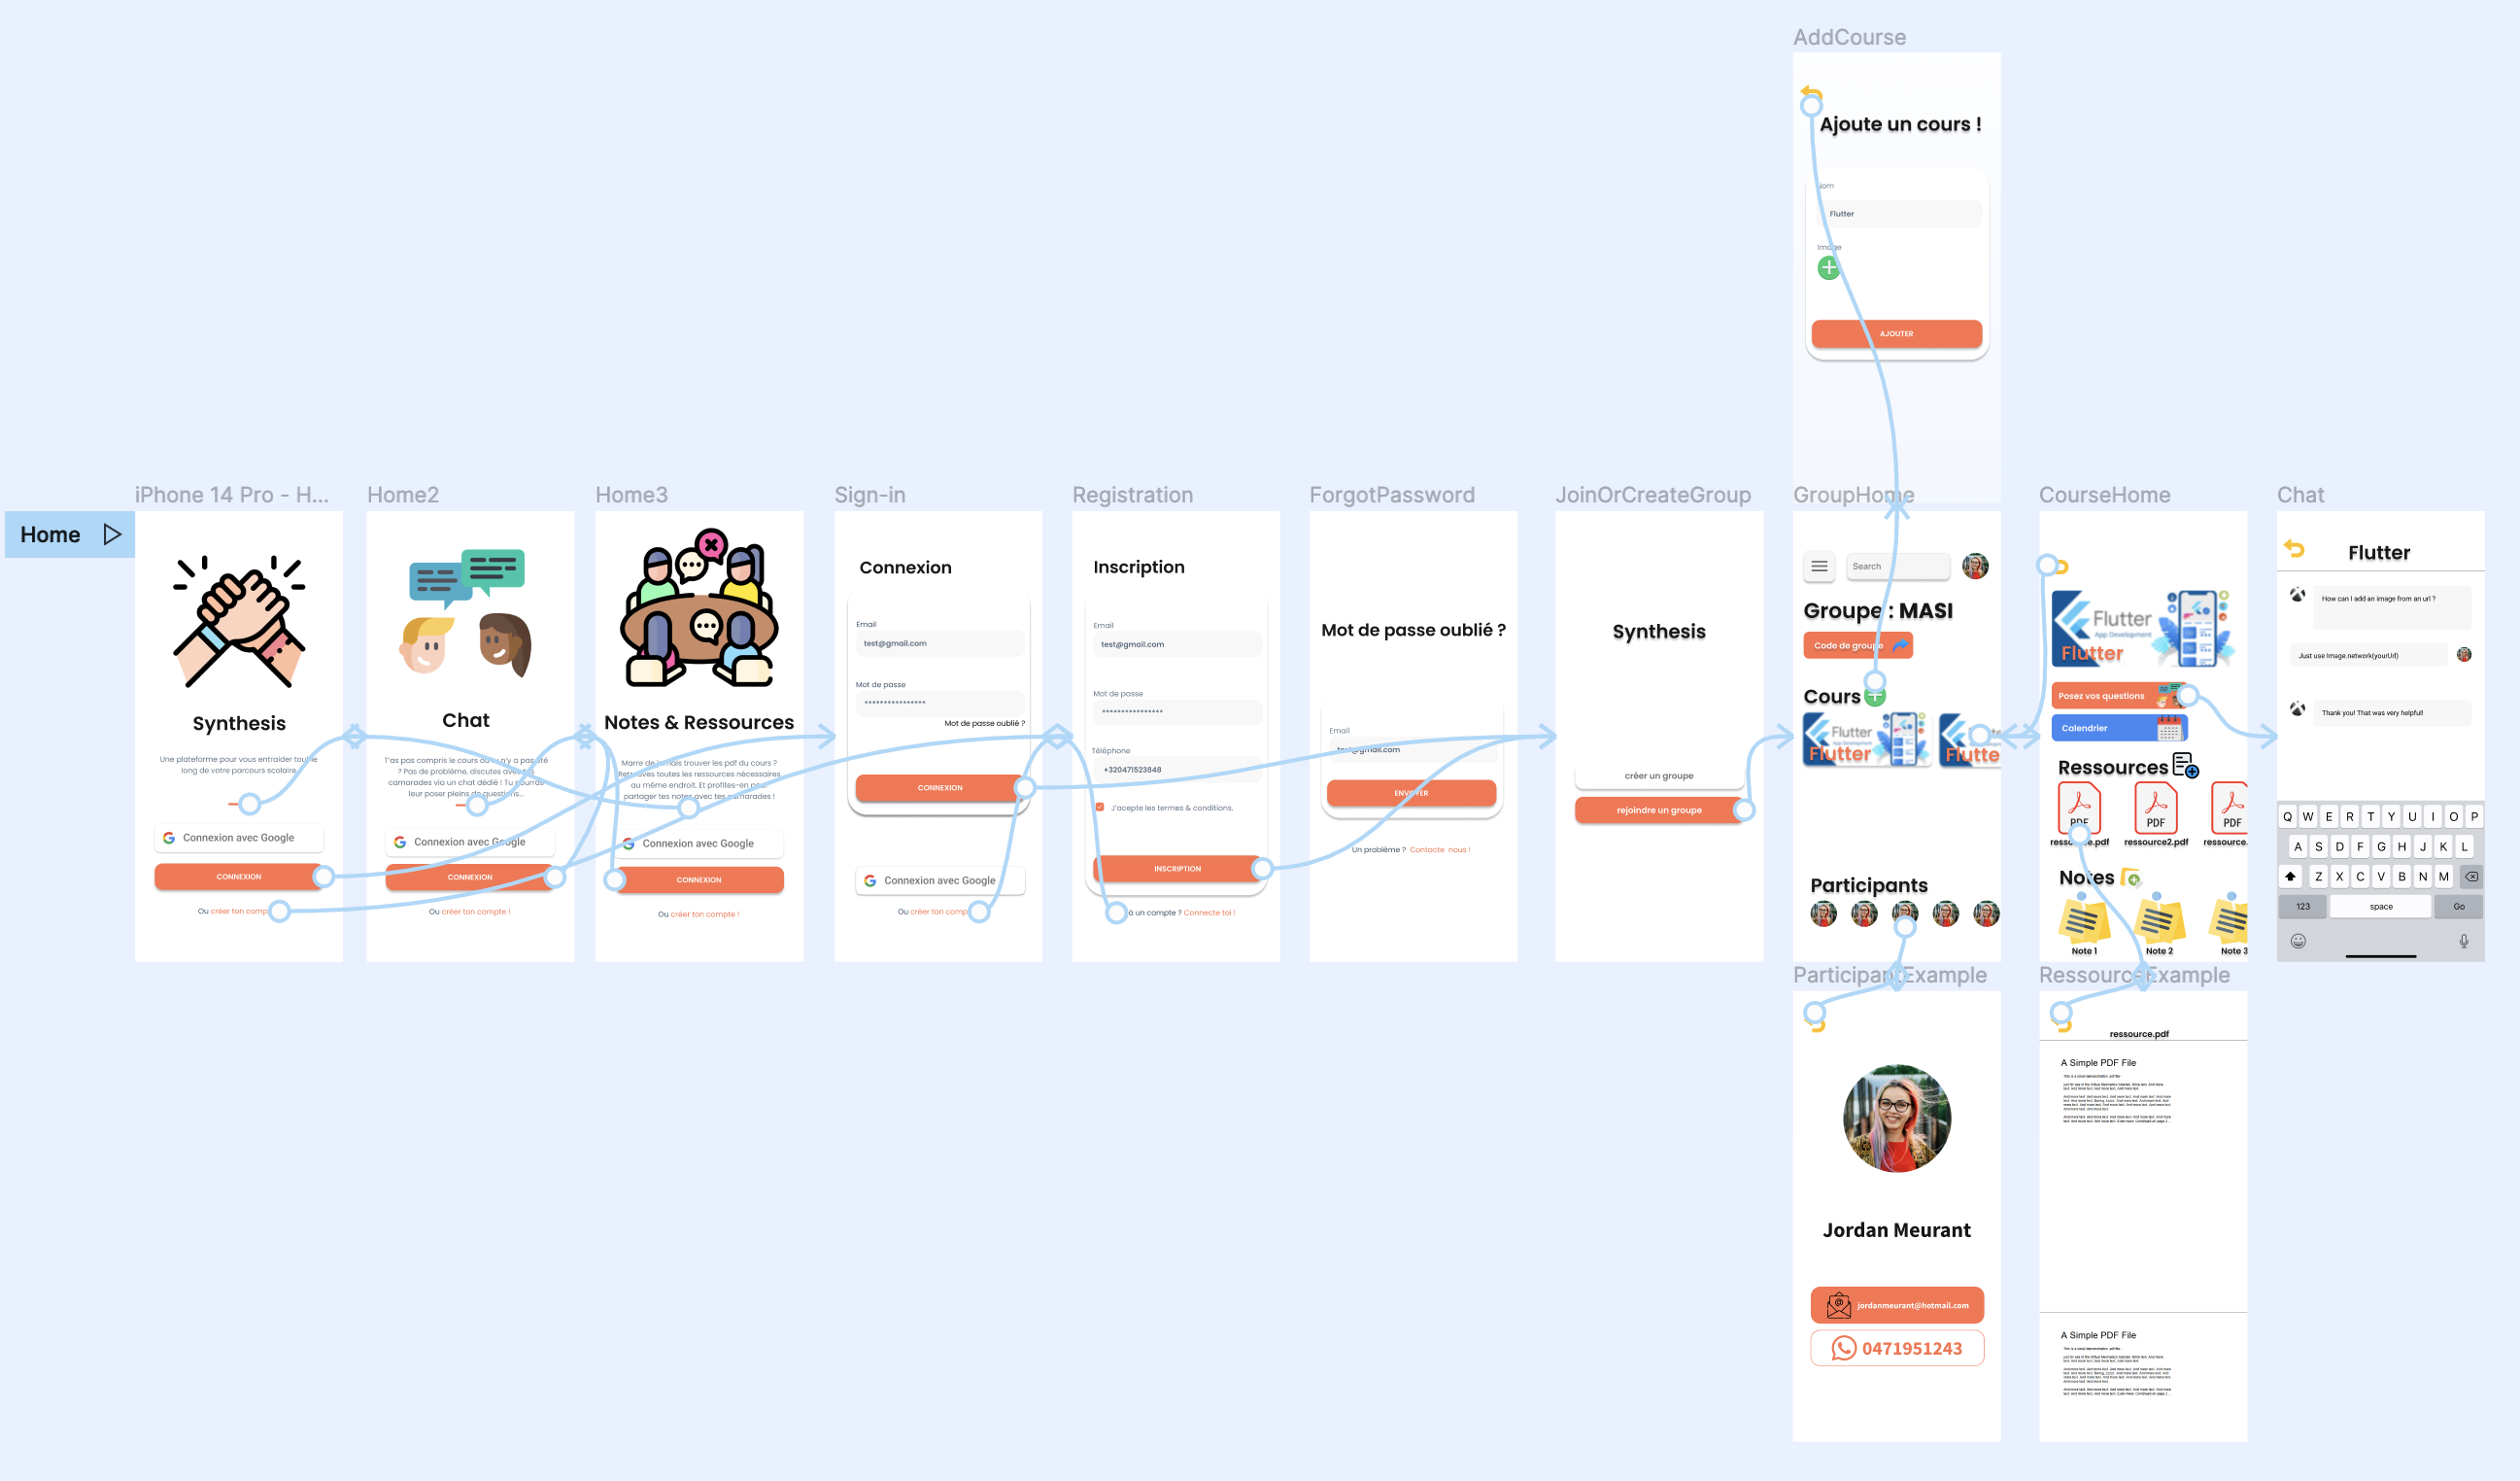 AddCourse
Ajoute un cours !
Flutter
Image
AJOUTER
Home
iPhone 14 Pro - H...
Synthesis
Une plateforme pour vous entraider tout le
long de votre parcours scolaire
Connexion avec Google
CONNEXION
Ou créer ton comp
Home2
Chat
T'as pas compris le cours ou tu n'y a pas été
? Pas de problème, discutes avec tes
camarades via un chat dédié ! Tu pourras
leur poser pleins de questions...
Connexion avec Google
CONNEXION
Ou créer ton compte !
Home3
Notes & Ressources
Marre de jamais trouver les pdf du cours ?
Retrouves toutes les ressources nécessaires
au même endroit. Et profites-en pour
partager tes notes avec tes camarades !
Connexion avec Google
CONNEXION
Ou créer ton compte !
Sign-in
Connexion
Email
test@gmail.com
Mot de passe
****************
Mot de passe oublié ?
CONNEXION
Connexion avec Google
Ou créer ton comp
Registration
Inscription
Email
test@gmail.com
Mot de passe
****************
Téléphone
+320471523848
J'accepte les termes & conditions.
INSCRIPTION
à un compte ? Connecte toi !
ForgotPassword
Mot de passe oublié ?
Email
test@gmail.com
ENVOYER
Un problème ? Contacte nous !
JoinOrCreateGroup
Synthesis
créer un groupe
rejoindre un groupe
GroupHome
Search
Groupe : MASI
Code de groupe
Cours
Flutter
Flutter
Flutte
Participants
CourseHome
Flutter
App Development
Flutter
Posez vos questions
Calendrier
Ressources
PDF
PDF
PDF
ressource.pdf
ressource2.pdf
ressource.
Notes
Note 1
Note 2
Note 3
Chat
Flutter
How can I add an image from an url ?
Just use Image.network(yourUrl)
Thank you! That was very helpful!
Q W E R T Y U I O P
A S D F G H J K L
Z X C V B N M
123 space Go
ParticipantExample
Jordan Meurant
jordanmeurant@hotmail.com
0471951243
RessourceExample
ressource.pdf
A Simple PDF File
A Simple PDF File